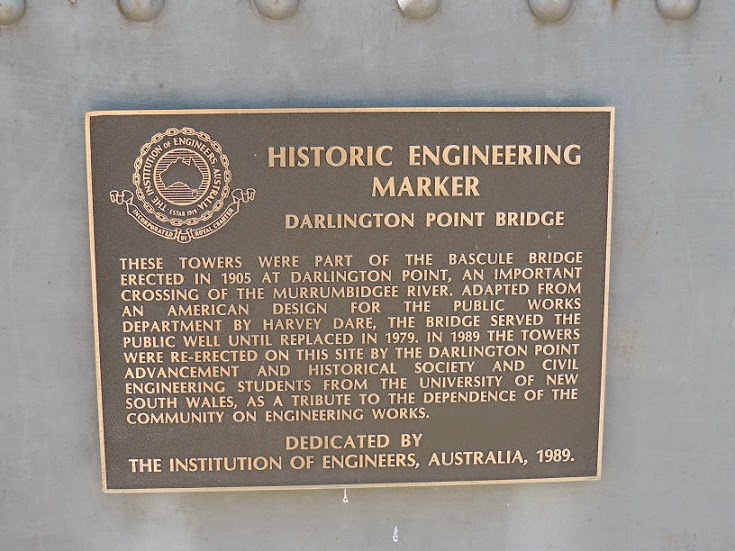 THE INSTITUTION OF ENGINEERS, AUSTRALIA
ESTAB 1919
INCORPORATED BY ROYAL CHARTER
HISTORIC ENGINEERING
MARKER
DARLINGTON POINT BRIDGE
THESE TOWERS WERE PART OF THE BASCULE BRIDGE
ERECTED IN 1905 AT DARLINGTON POINT, AN IMPORTANT
CROSSING OF THE MURRUMBIDGEE RIVER. ADAPTED FROM
AN AMERICAN DESIGN FOR THE PUBLIC WORKS
DEPARTMENT BY HARVEY DARE, THE BRIDGE SERVED THE
PUBLIC WELL UNTIL REPLACED IN 1979. IN 1989 THE TOWERS
WERE RE-ERECTED ON THIS SITE BY THE DARLINGTON POINT
ADVANCEMENT AND HISTORICAL SOCIETY AND CIVIL
ENGINEERING STUDENTS FROM THE UNIVERSITY OF NEW
SOUTH WALES, AS A TRIBUTE TO THE DEPENDENCE OF THE
COMMUNITY ON ENGINEERING WORKS.
DEDICATED BY
THE INSTITUTION OF ENGINEERS, AUSTRALIA, 1989.